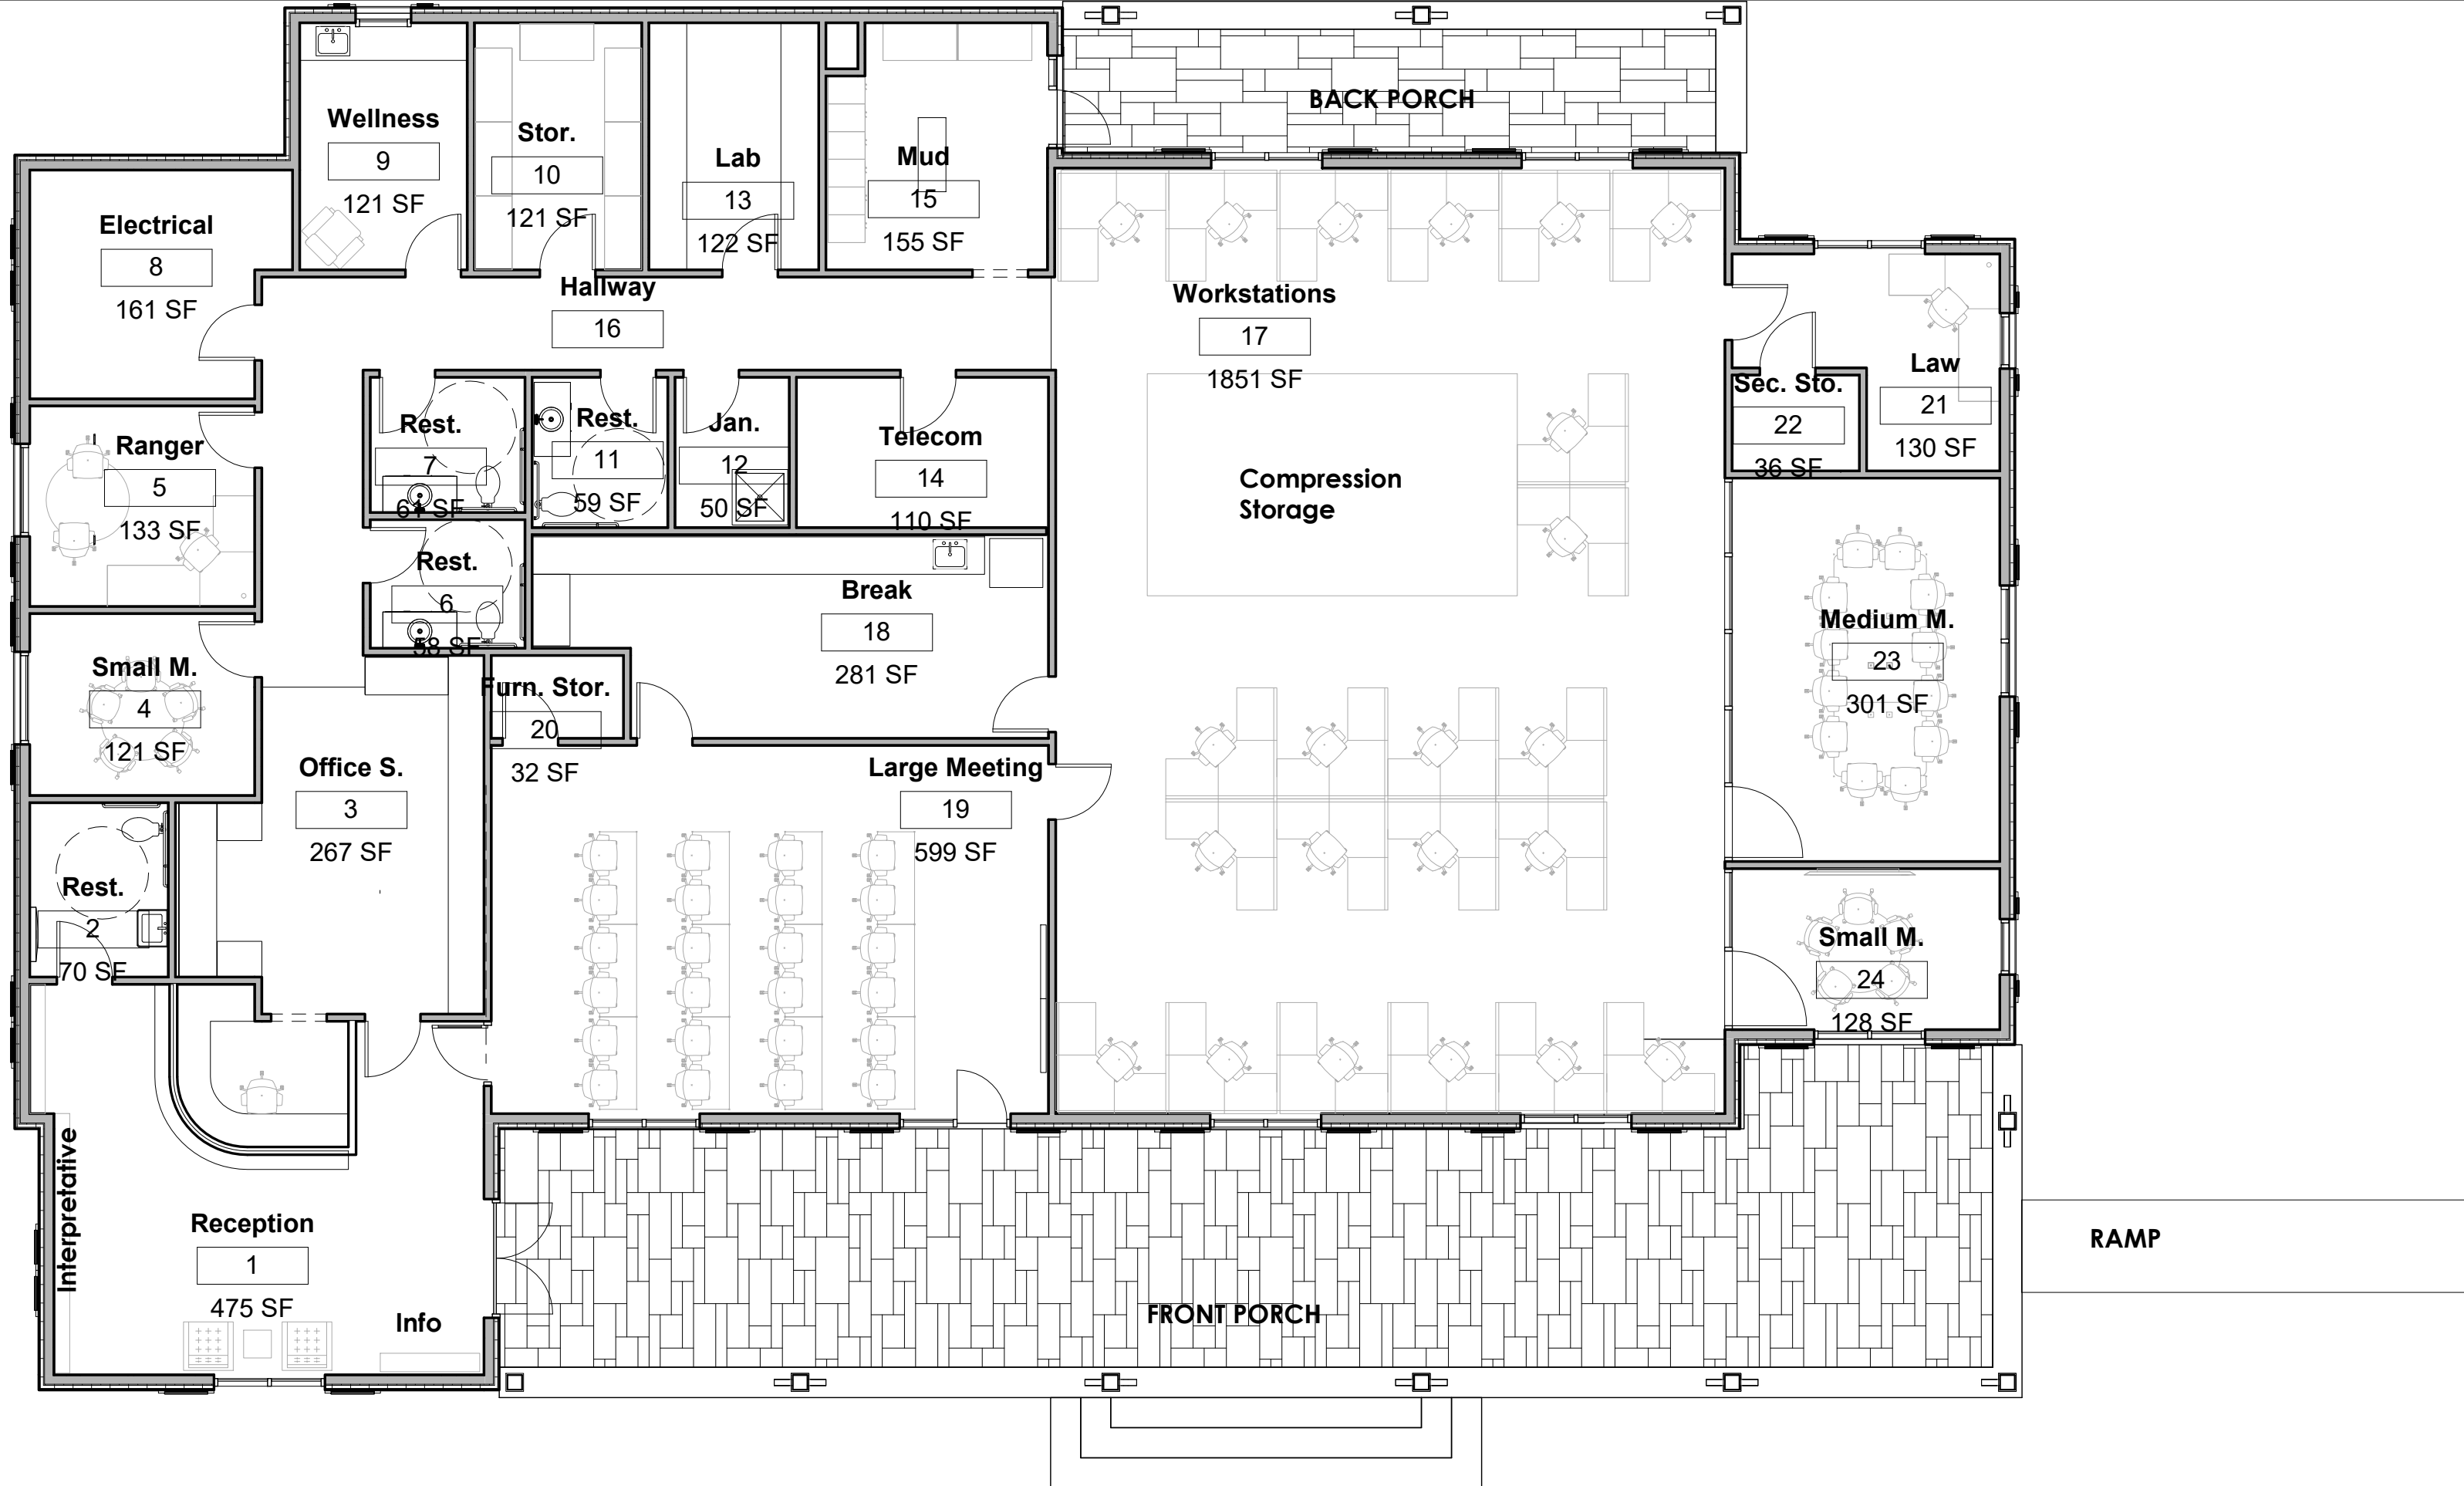 BACK PORCH
Wellness
9
121 SF
Stor.
10
121 SF
Lab
13
122 SF
Mud
15
155 SF
Electrical
8
161 SF
Hallway
16
Workstations
17
1851 SF
Law
21
130 SF
Sec. Sto.
22
36 SF
Ranger
5
133 SF
Rest.
7
61 SF
Rest.
11
59 SF
Jan.
12
50 SF
Telecom
14
110 SF
Compression
Storage
Rest.
6
58 SF
Break
18
281 SF
Medium M.
23
301 SF
Small M.
4
121 SF
Furn. Stor.
20
32 SF
Office S.
3
267 SF
Large Meeting
19
599 SF
Rest.
2
70 SF
Small M.
24
128 SF
Interpretative
Reception
1
475 SF
Info
FRONT PORCH
RAMP